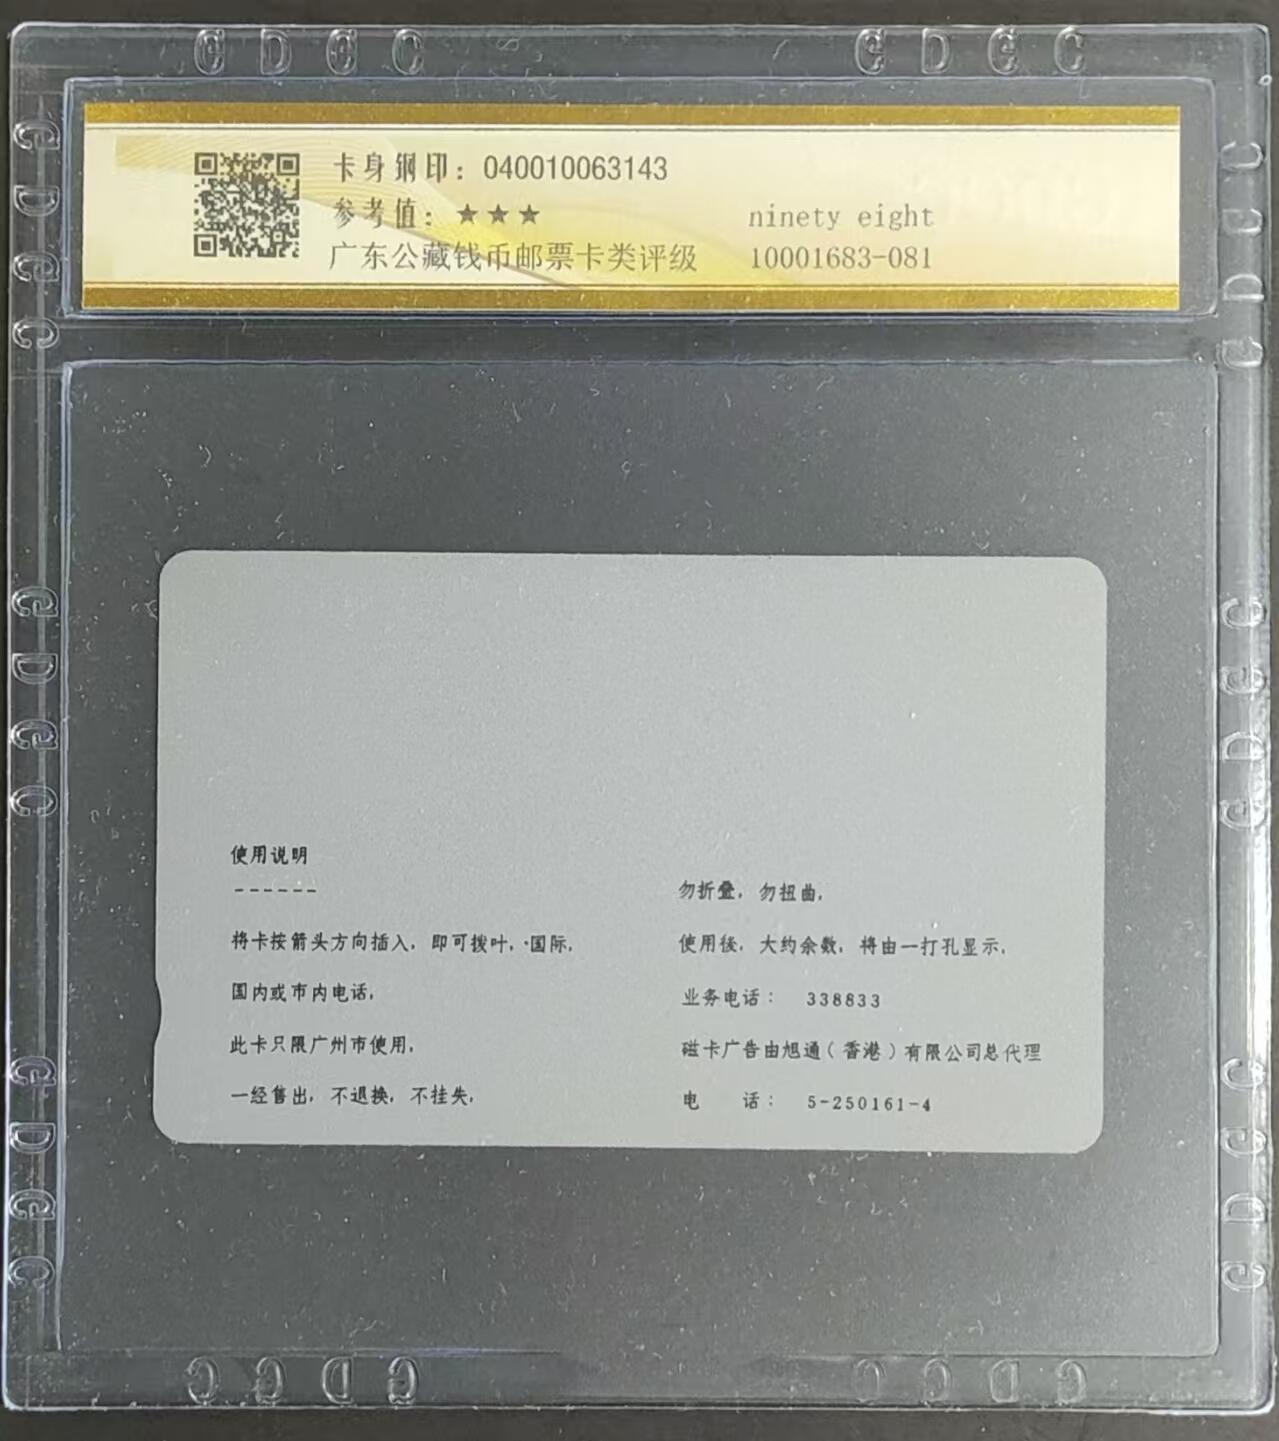 GDGC GDGC
卡身钢印：040010063143
参考值：★★★ ninety eight
广东公藏钱币邮票卡类评级 10001683-081
使用说明
------
将卡按箭头方向插入，即可拨叶，·国际，
国内或市内电话，
此卡只限广州市使用，
一经售出，不退换，不挂失，
勿折叠，勿扭曲，
使用後，大约余数，将由一打孔显示，
业务电话： 338833
磁卡广告由旭通（香港）有限公司总代理
电 话： 5-250161-4